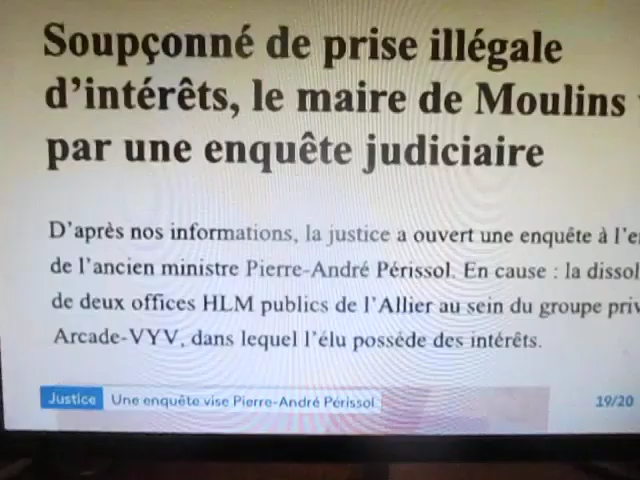 Soupçonné de prise illégale
d'intérêts, le maire de Moulins
par une enquête judiciaire
D'après nos informations, la justice a ouvert une enquête à l'e
de l'ancien ministre Pierre-André Périssol. En cause : la dissol
de deux offices HLM publics de l'Allier au sein du groupe priv
Arcade-VYV, dans lequel l'élu possède des intérêts.
Justice Une enquête vise Pierre-André Périssol 19/20